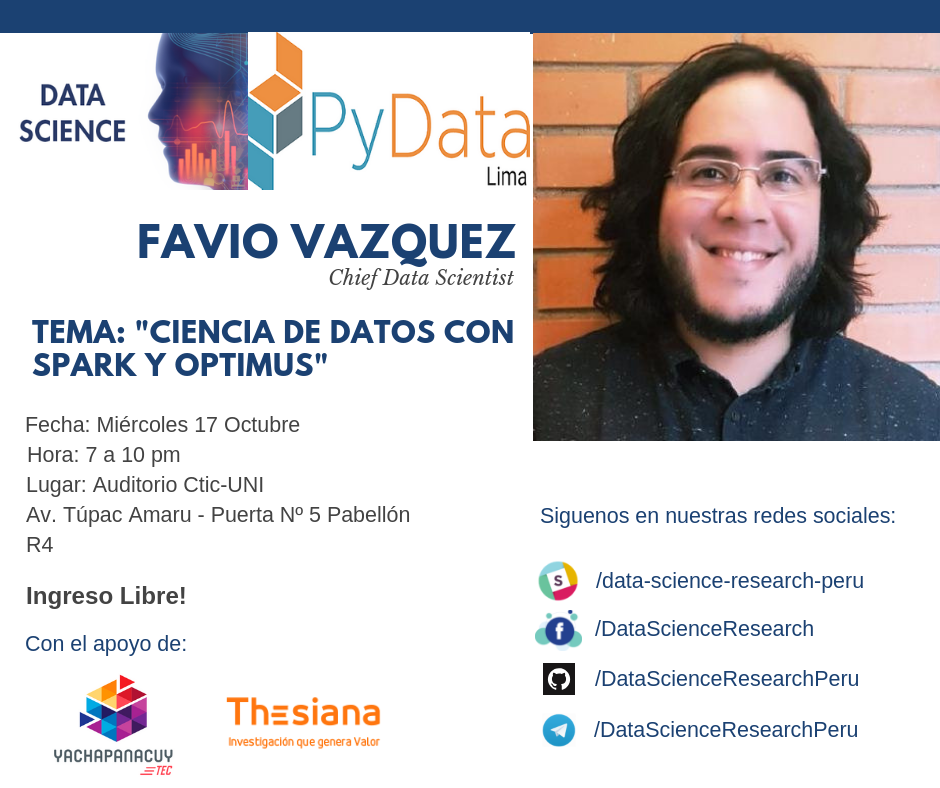 DATA
SCIENCE
PyData
Lima
FAVIO VAZQUEZ
Chief Data Scientist
TEMA: "CIENCIA DE DATOS CON
SPARK Y OPTIMUS"
Fecha: Miércoles 17 Octubre
Hora: 7 a 10 pm
Lugar: Auditorio Ctic-UNI
Av. Túpac Amaru - Puerta Nº 5 Pabellón
R4
Ingreso Libre!
Con el apoyo de:
YACHAPANACUY
TEC
Thesiana
Investigación que genera Valor
Siguenos en nuestras redes sociales:
S
/data-science-research-peru
f
/DataScienceResearch
/DataScienceResearchPeru
/DataScienceResearchPeru